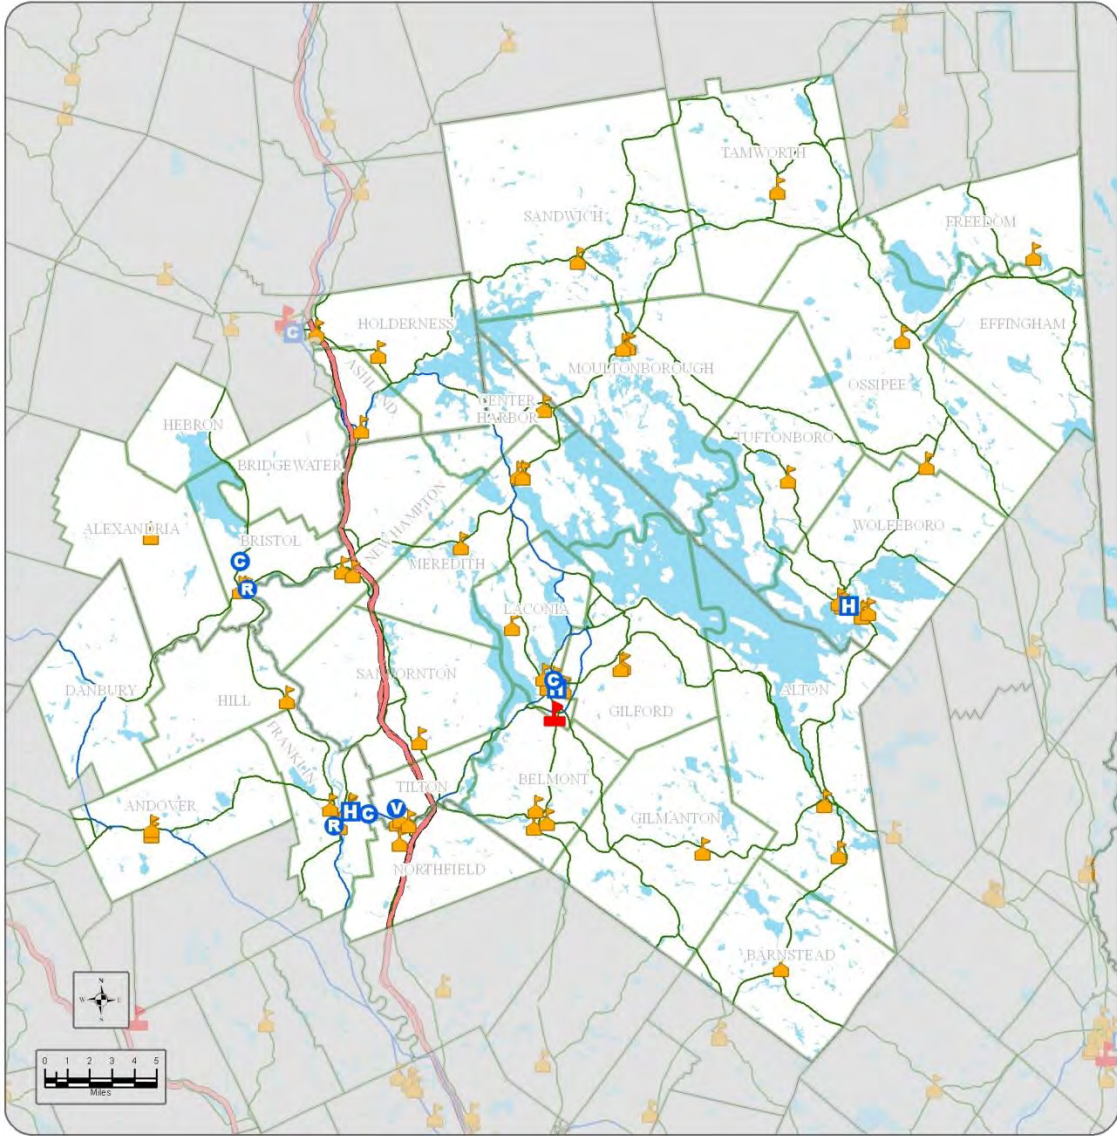 TAMWORTH
SANDWICH
FREEDOM
HOLDERNESS
EFFINGHAM
C
ASHLAND
MOULTONBOROUGH
OSSIPEE
CENTER
HARBOR
HEBRON
TUFTONBORO
BRIDGEWATER
NEW HAMPTON
ALEXANDRIA
BRISTOL
WOLFEBORO
C
MEREDITH
R
LACONIA
H
SANBORNTON
C
H
DANBURY
HILL
ALTON
GILFORD
FRANKLIN
BELMONT
TILTON
ANDOVER
H
C
V
R
GILMANTON
NORTHFIELD
BARNSTEAD
N
W E
S
0 1 2 3 4 5
Miles